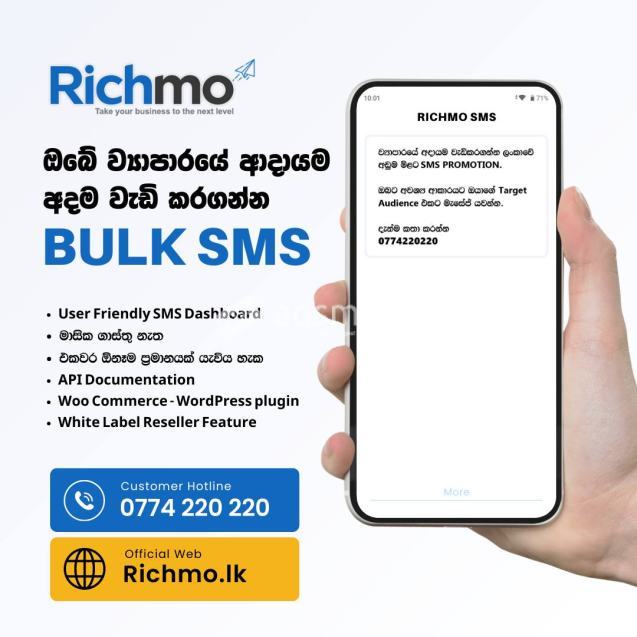 Richmo
Take your business to the next level
ඔබේ ව්‍යාපාරයේ ආදායම
අදම වැඩි කරගන්න
BULK SMS
User Friendly SMS Dashboard
මාසික ගාස්තු නැත
එකවර ඕනෑම ප්‍රමානයක් යැවිය හැක
API Documentation
Woo Commerce - WordPress plugin
White Label Reseller Feature
Customer Hotline
0774 220 220
Official Web
Richmo.lk
10.01
71%
RICHMO SMS
ව්‍යාපාරයේ අදායම වැඩිකරගන්න ලංකාවේ
අඩුම මිළට SMS PROMOTION.
ඔබට අවශ්‍ය ආකාරයට ඔයාගේ Target
Audience එකට මැසේජ් යවන්න.
දැන්ම කතා කරන්න
0774220220
More